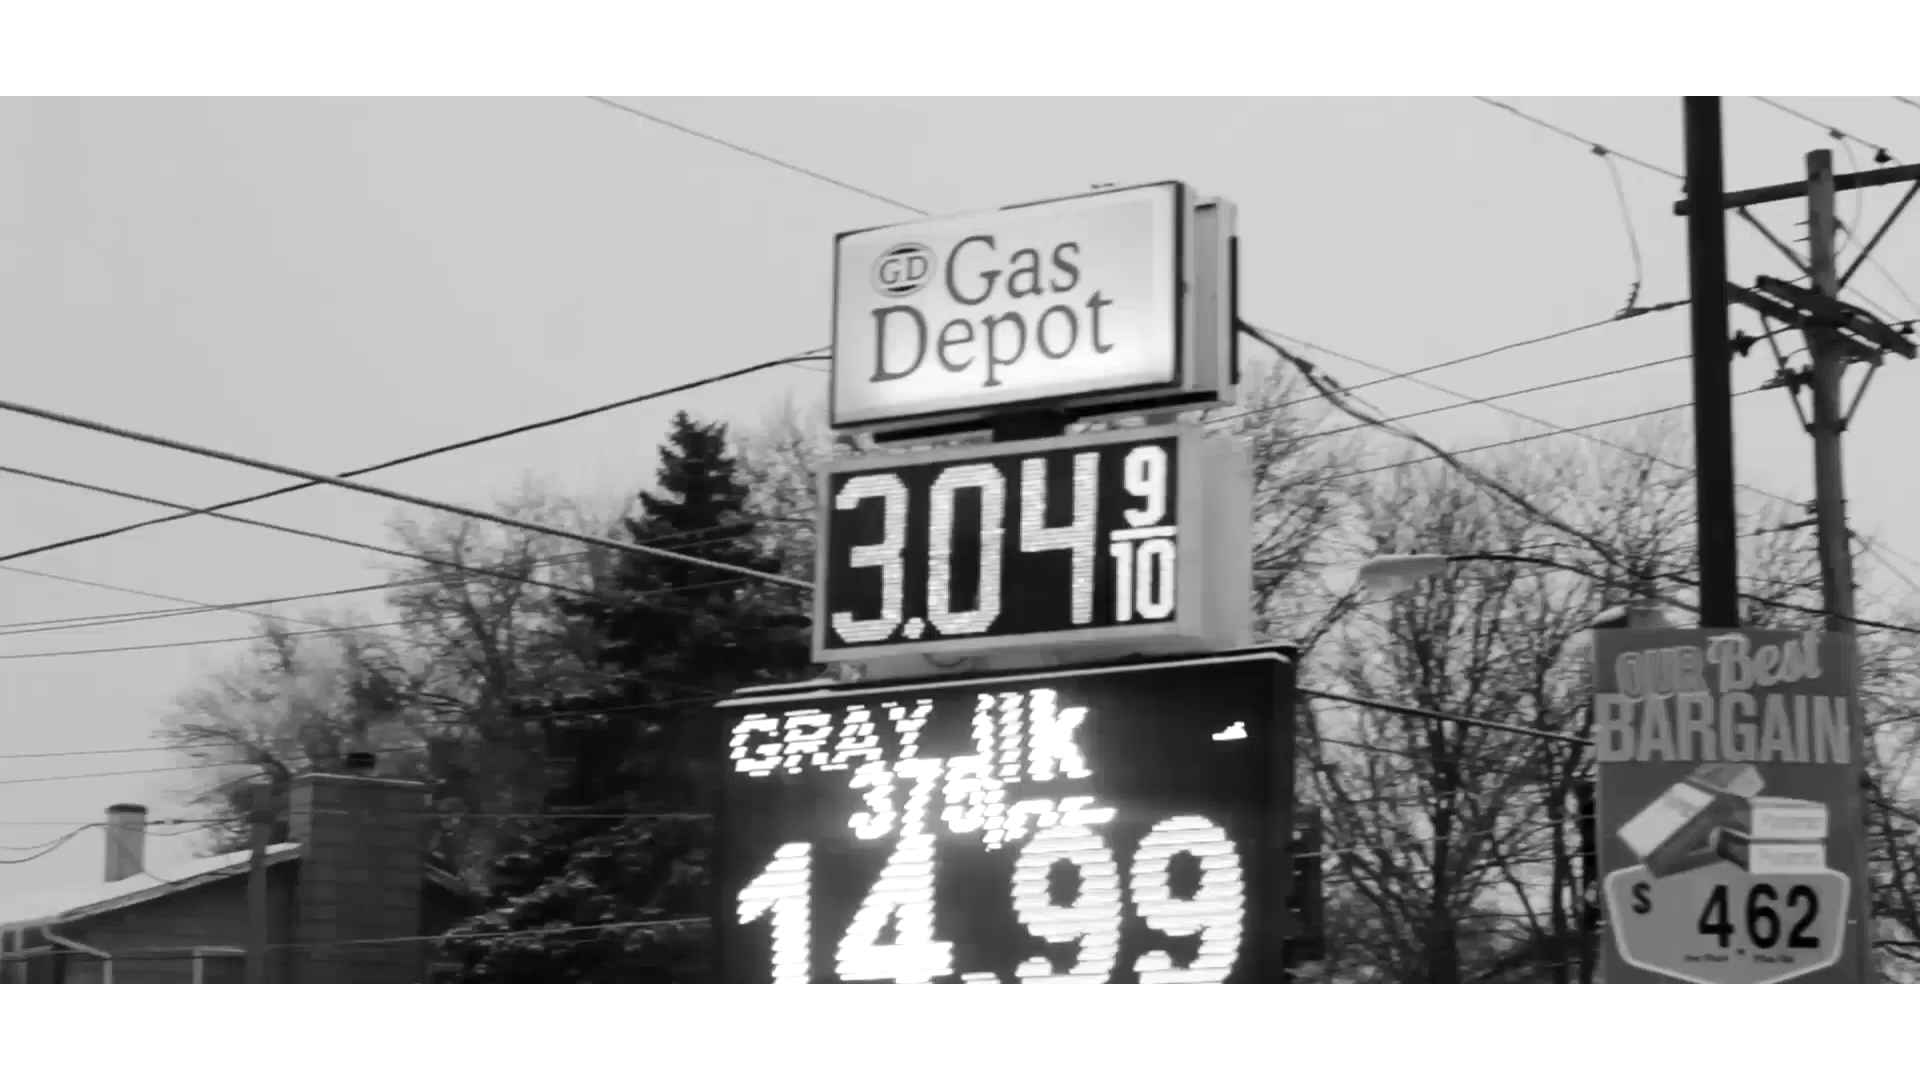 GD Gas
Depot
3.04 9/10
GRAY
14.99
OUR Best
BARGAIN
$ 4.62